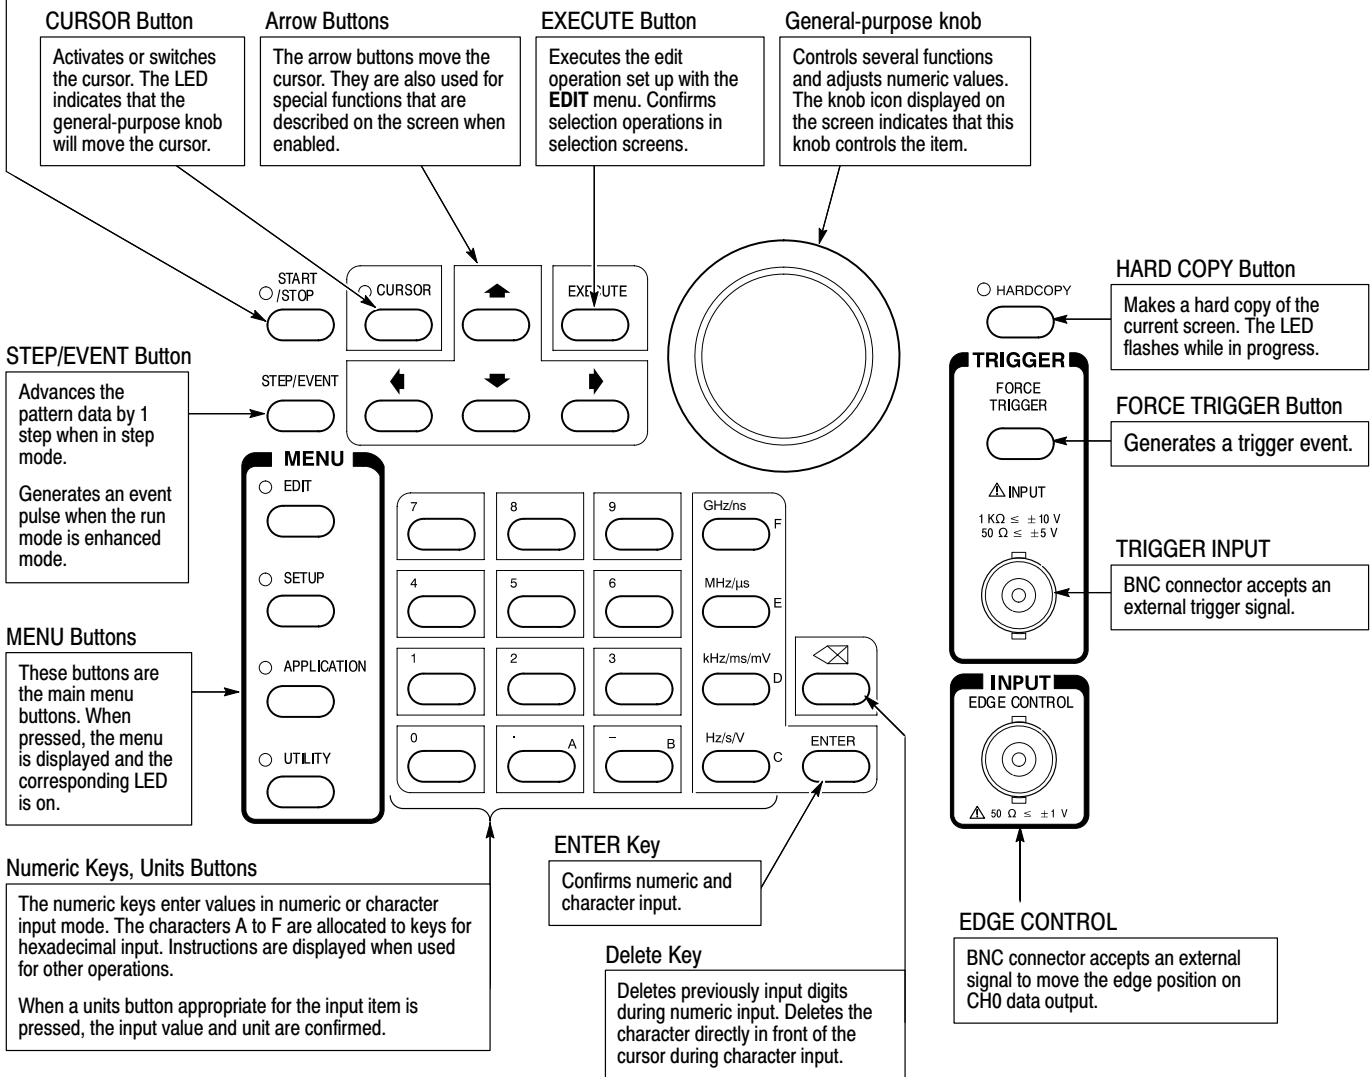 CURSOR Button
Activates or switches
the cursor. The LED
indicates that the
general-purpose knob
will move the cursor.
Arrow Buttons
The arrow buttons move the
cursor. They are also used for
special functions that are
described on the screen when
enabled.
EXECUTE Button
Executes the edit
operation set up with the
EDIT menu. Confirms
selection operations in
selection screens.
General-purpose knob
Controls several functions
and adjusts numeric values.
The knob icon displayed on
the screen indicates that this
knob controls the item.
START
/STOP
CURSOR
EXECUTE
HARDCOPY
HARD COPY Button
Makes a hard copy of the
current screen. The LED
flashes while in progress.
STEP/EVENT Button
Advances the
pattern data by 1
step when in step
mode.
Generates an event
pulse when the run
mode is enhanced
mode.
STEP/EVENT
TRIGGER
FORCE
TRIGGER
FORCE TRIGGER Button
Generates a trigger event.
⚠ INPUT
1 KΩ ≤ ±10 V
50 Ω ≤ ±5 V
TRIGGER INPUT
BNC connector accepts an
external trigger signal.
MENU
EDIT
SETUP
APPLICATION
UTILITY
MENU Buttons
These buttons are
the main menu
buttons. When
pressed, the menu
is displayed and the
corresponding LED
is on.
7
8
9
GHz/ns
F
4
5
6
MHz/µs
E
1
2
3
kHz/ms/mV
D
0
. A
– B
Hz/s/V
C
ENTER
INPUT
EDGE CONTROL
⚠ 50 Ω ≤ ±1 V
Numeric Keys, Units Buttons
The numeric keys enter values in numeric or character
input mode. The characters A to F are allocated to keys for
hexadecimal input. Instructions are displayed when used
for other operations.
When a units button appropriate for the input item is
pressed, the input value and unit are confirmed.
ENTER Key
Confirms numeric and
character input.
Delete Key
Deletes previously input digits
during numeric input. Deletes the
character directly in front of the
cursor during character input.
EDGE CONTROL
BNC connector accepts an external
signal to move the edge position on
CH0 data output.